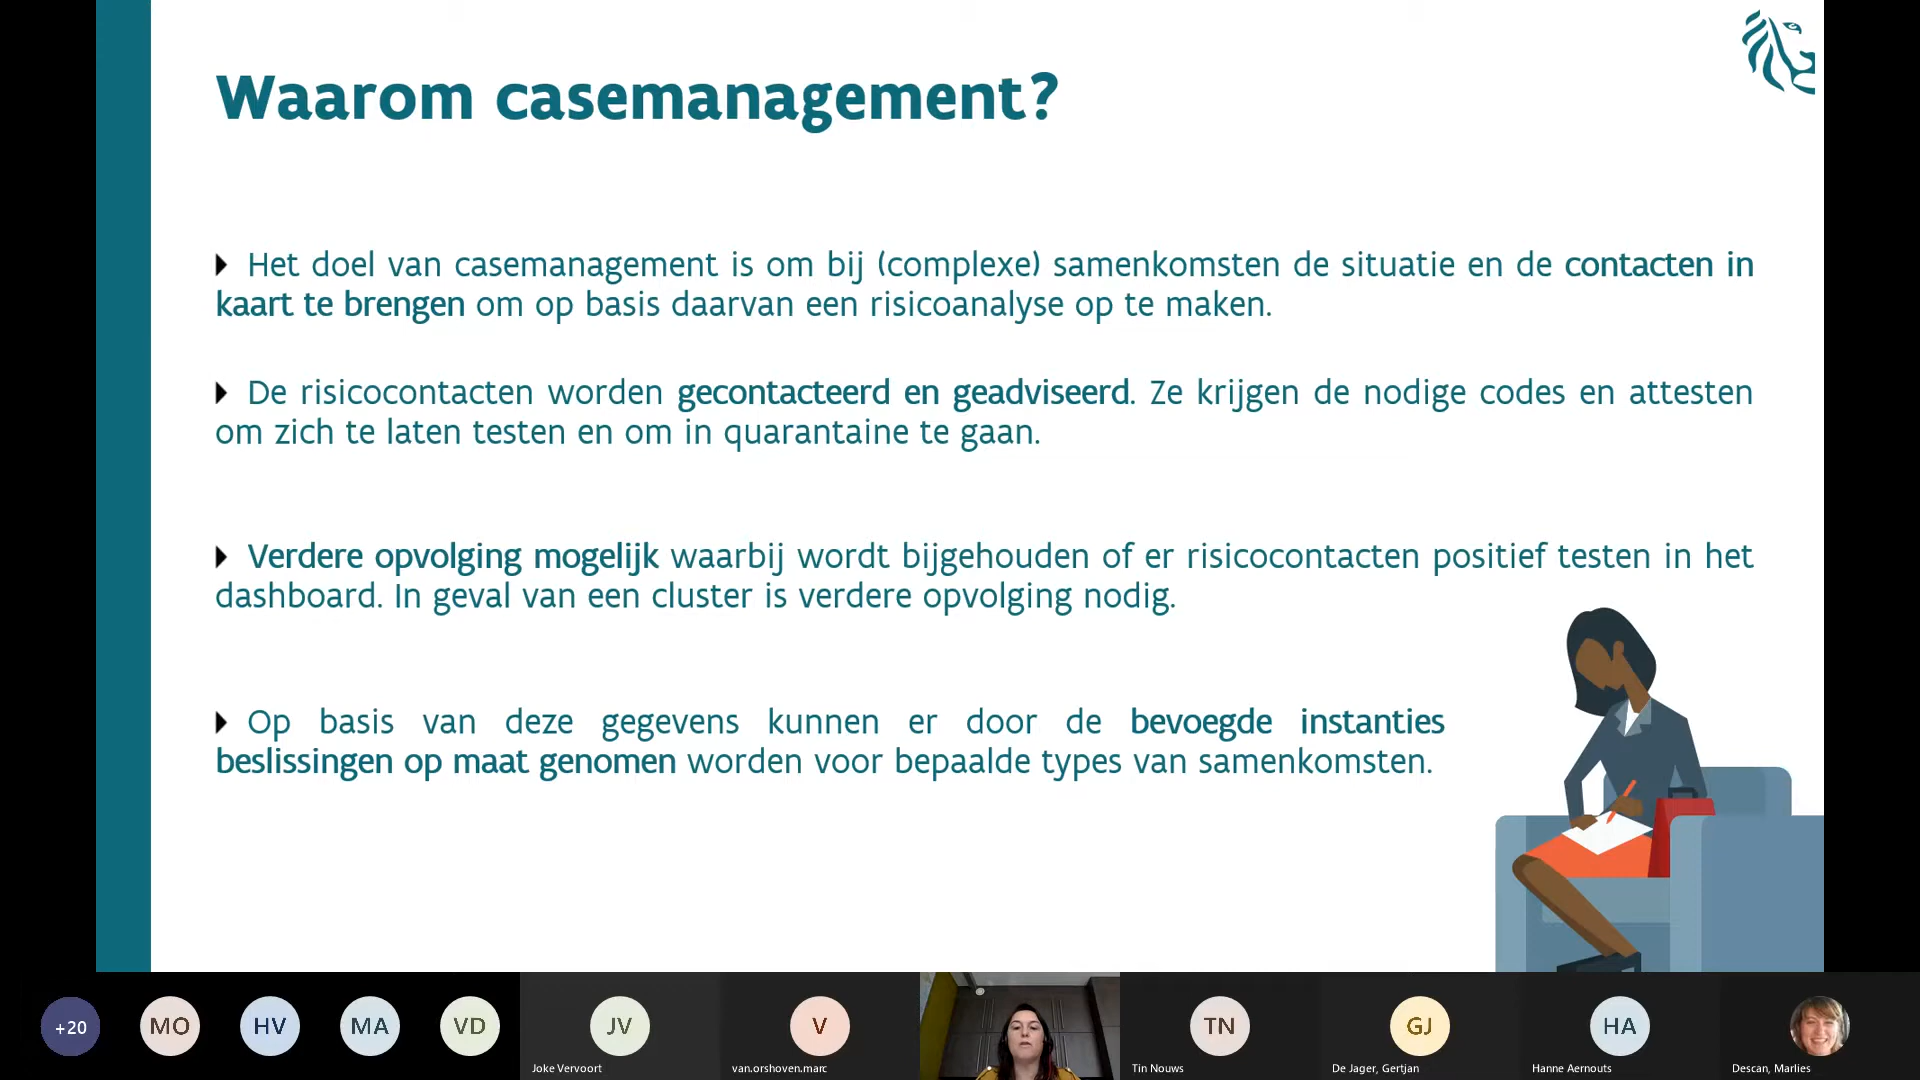 Waarom casemanagement?
Het doel van casemanagement is om bij (complexe) samenkomsten de situatie en de contacten in
kaart te brengen om op basis daarvan een risicoanalyse op te maken.
De risicocontacten worden gecontacteerd en geadviseerd. Ze krijgen de nodige codes en attesten
om zich te laten testen en om in quarantaine te gaan.
Verdere opvolging mogelijk waarbij wordt bijgehouden of er risicocontacten positief testen in het
dashboard. In geval van een cluster is verdere opvolging nodig.
Op basis van deze gegevens kunnen er door de bevoegde instanties
beslissingen op maat genomen worden voor bepaalde types van samenkomsten.
+20 MO HV MA VD JV V TN GJ HA
Joke Vervoort van.orshoven.marc Tin Nouws De Jager, Gertjan Hanne Aernouts Descan, Marlies